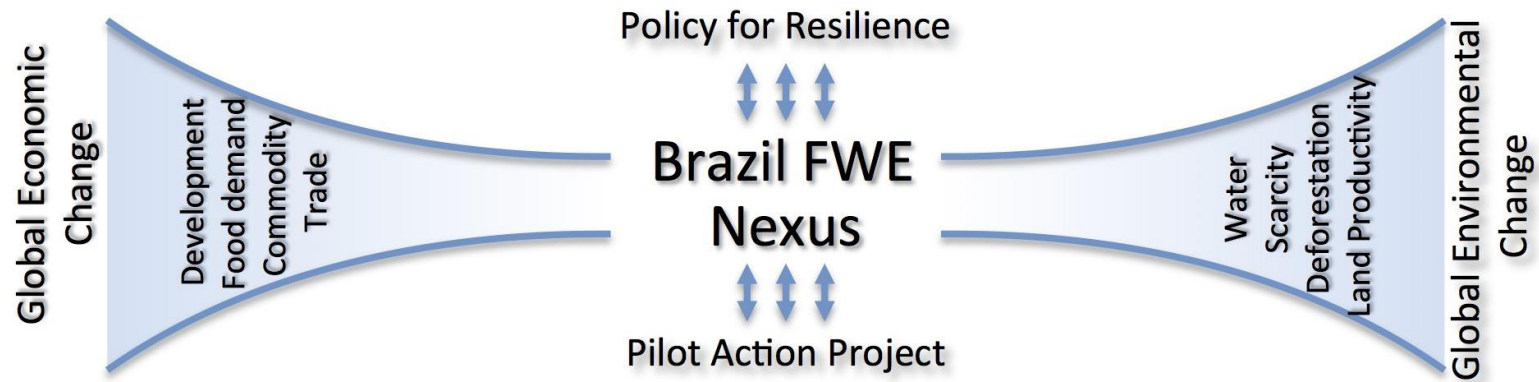 Global Economic
Change
Development
Food demand
Commodity
Trade
Policy for Resilience
Brazil FWE
Nexus
Pilot Action Project
Water
Scarcity
Deforestation
Land Productivity
Global Environmental
Change